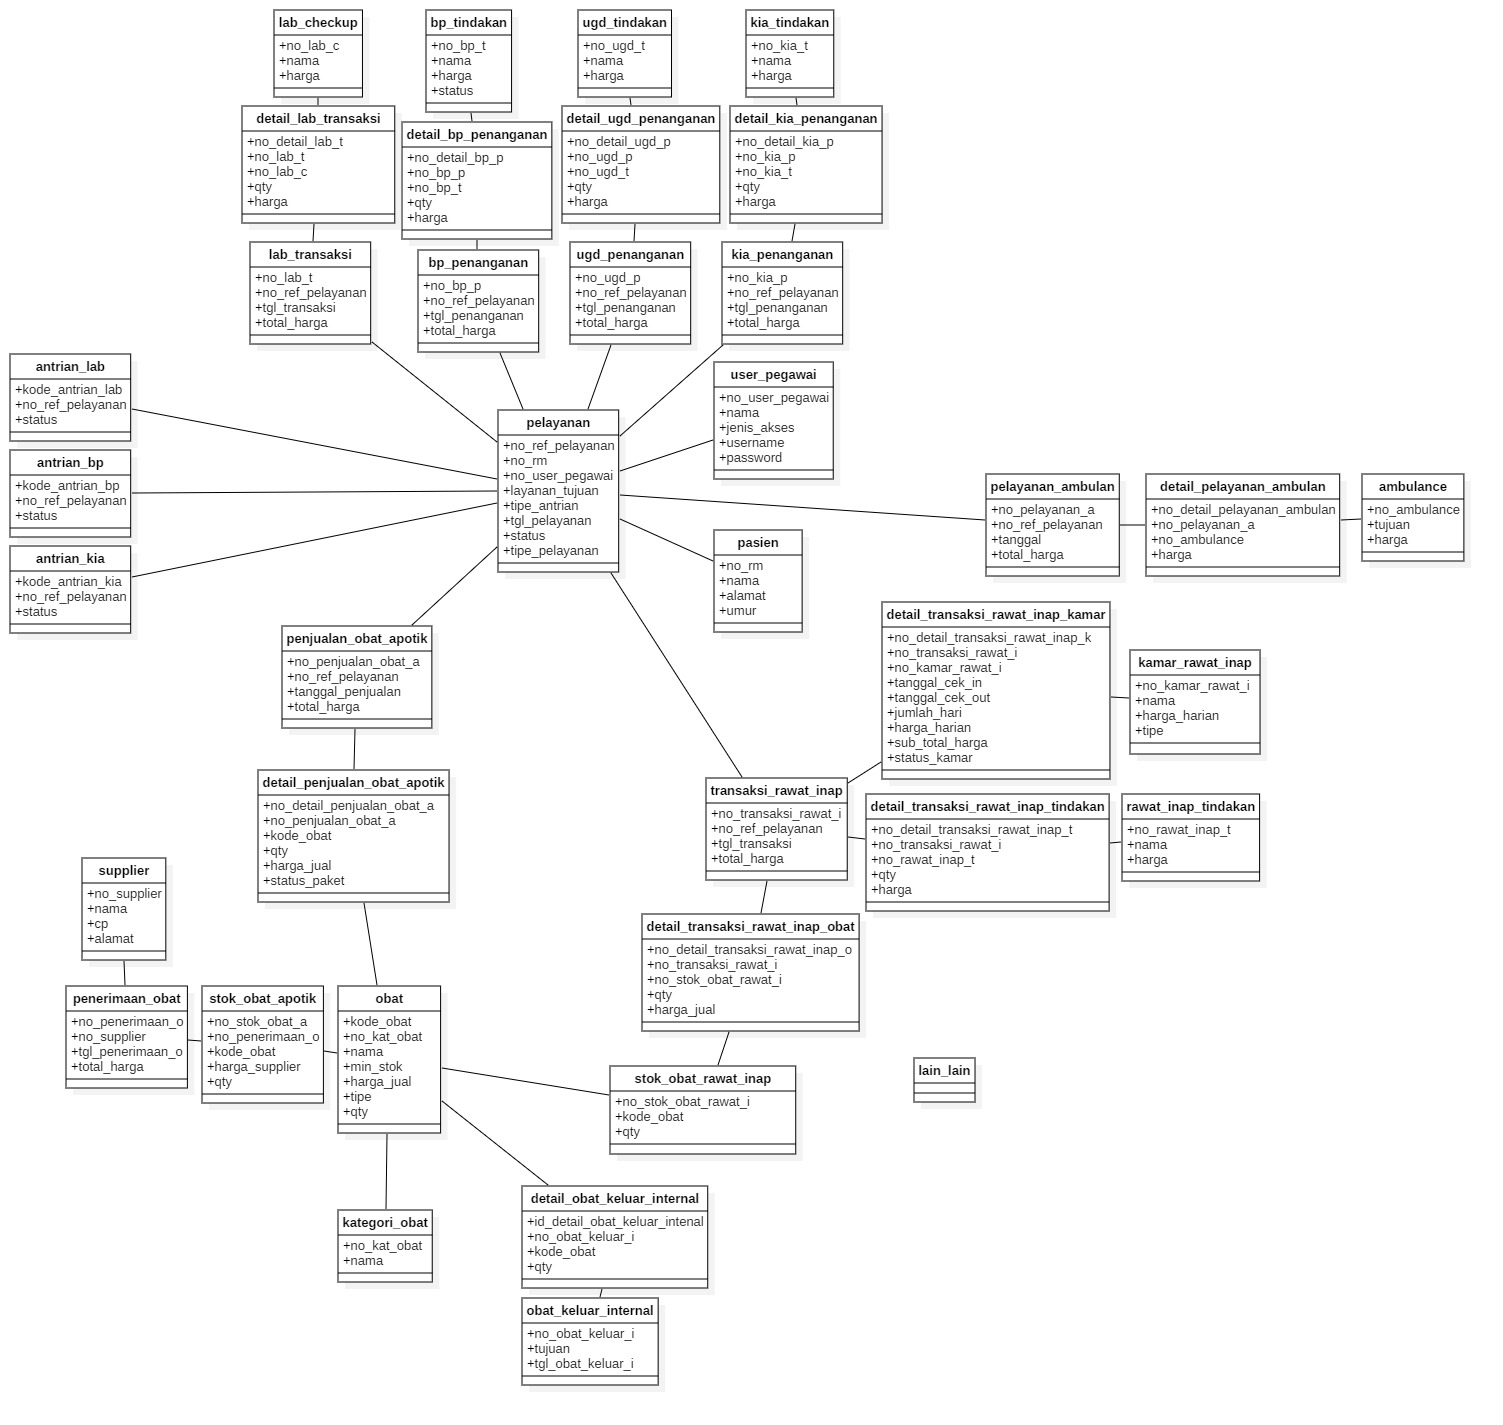 lab_checkup
+no_lab_c
+nama
+harga
bp_tindakan
+no_bp_t
+nama
+harga
+status
ugd_tindakan
+no_ugd_t
+nama
+harga
kia_tindakan
+no_kia_t
+nama
+harga
detail_lab_transaksi
+no_detail_lab_t
+no_lab_t
+no_lab_c
+qty
+harga
detail_bp_penanganan
+no_detail_bp_p
+no_bp_p
+no_bp_t
+qty
+harga
detail_ugd_penanganan
+no_detail_ugd_p
+no_ugd_p
+no_ugd_t
+qty
+harga
detail_kia_penanganan
+no_detail_kia_p
+no_kia_p
+no_kia_t
+qty
+harga
lab_transaksi
+no_lab_t
+no_ref_pelayanan
+tgl_transaksi
+total_harga
bp_penanganan
+no_bp_p
+no_ref_pelayanan
+tgl_penanganan
+total_harga
ugd_penanganan
+no_ugd_p
+no_ref_pelayanan
+tgl_penanganan
+total_harga
kia_penanganan
+no_kia_p
+no_ref_pelayanan
+tgl_penanganan
+total_harga
antrian_lab
+kode_antrian_lab
+no_ref_pelayanan
+status
user_pegawai
+no_user_pegawai
+nama
+jenis_akses
+username
+password
pelayanan
+no_ref_pelayanan
+no_rm
+no_user_pegawai
+layanan_tujuan
+tipe_antrian
+tgl_pelayanan
+status
+tipe_pelayanan
antrian_bp
+kode_antrian_bp
+no_ref_pelayanan
+status
antrian_kia
+kode_antrian_kia
+no_ref_pelayanan
+status
pelayanan_ambulan
+no_pelayanan_a
+no_ref_pelayanan
+tanggal
+total_harga
detail_pelayanan_ambulan
+no_detail_pelayanan_ambulan
+no_pelayanan_a
+no_ambulance
+harga
ambulance
+no_ambulance
+tujuan
+harga
pasien
+no_rm
+nama
+alamat
+umur
penjualan_obat_apotik
+no_penjualan_obat_a
+no_ref_pelayanan
+tanggal_penjualan
+total_harga
detail_transaksi_rawat_inap_kamar
+no_detail_transaksi_rawat_inap_k
+no_transaksi_rawat_i
+no_kamar_rawat_i
+tanggal_cek_in
+tanggal_cek_out
+jumlah_hari
+harga_harian
+sub_total_harga
+status_kamar
kamar_rawat_inap
+no_kamar_rawat_i
+nama
+harga_harian
+tipe
detail_penjualan_obat_apotik
+no_detail_penjualan_obat_a
+no_penjualan_obat_a
+kode_obat
+qty
+harga_jual
+status_paket
transaksi_rawat_inap
+no_transaksi_rawat_i
+no_ref_pelayanan
+tgl_transaksi
+total_harga
detail_transaksi_rawat_inap_tindakan
+no_detail_transaksi_rawat_inap_t
+no_transaksi_rawat_i
+no_rawat_inap_t
+qty
+harga
rawat_inap_tindakan
+no_rawat_inap_t
+nama
+harga
supplier
+no_supplier
+nama
+cp
+alamat
detail_transaksi_rawat_inap_obat
+no_detail_transaksi_rawat_inap_o
+no_transaksi_rawat_i
+no_stok_obat_rawat_i
+qty
+harga_jual
penerimaan_obat
+no_penerimaan_o
+no_supplier
+tgl_penerimaan_o
+total_harga
stok_obat_apotik
+no_stok_obat_a
+no_penerimaan_o
+kode_obat
+harga_supplier
+qty
obat
+kode_obat
+no_kat_obat
+nama
+min_stok
+harga_jual
+tipe
+qty
stok_obat_rawat_inap
+no_stok_obat_rawat_i
+kode_obat
+qty
lain_lain
detail_obat_keluar_internal
+id_detail_obat_keluar_intenal
+no_obat_keluar_i
+kode_obat
+qty
kategori_obat
+no_kat_obat
+nama
obat_keluar_internal
+no_obat_keluar_i
+tujuan
+tgl_obat_keluar_i